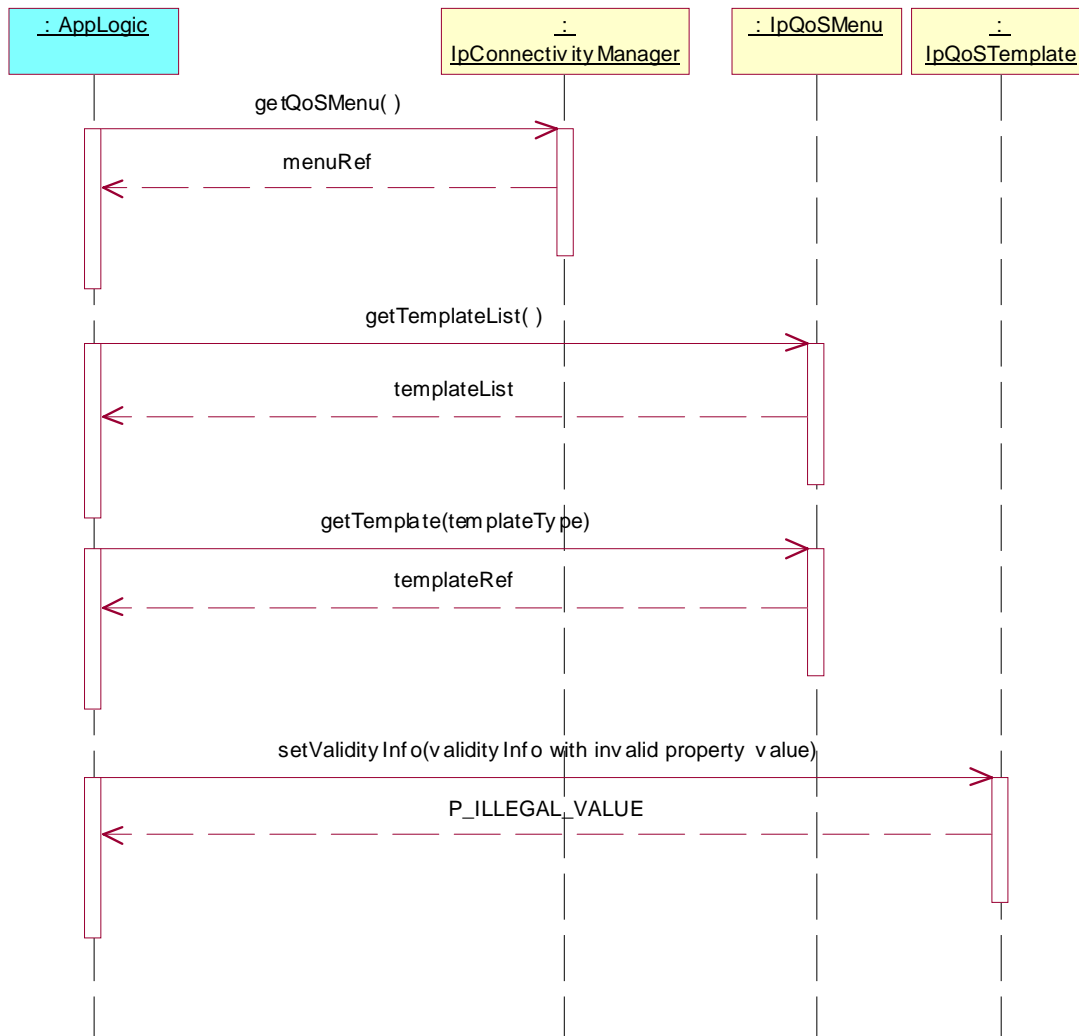 : AppLogic
:
IpConnectivityManager
: IpQoSMenu
:
IpQoSTemplate
getQoSMenu( )
menuRef
getTemplateList( )
templateList
getTemplate(templateType)
templateRef
setValidityInfo(validityInfo with invalid property value)
P_ILLEGAL_VALUE